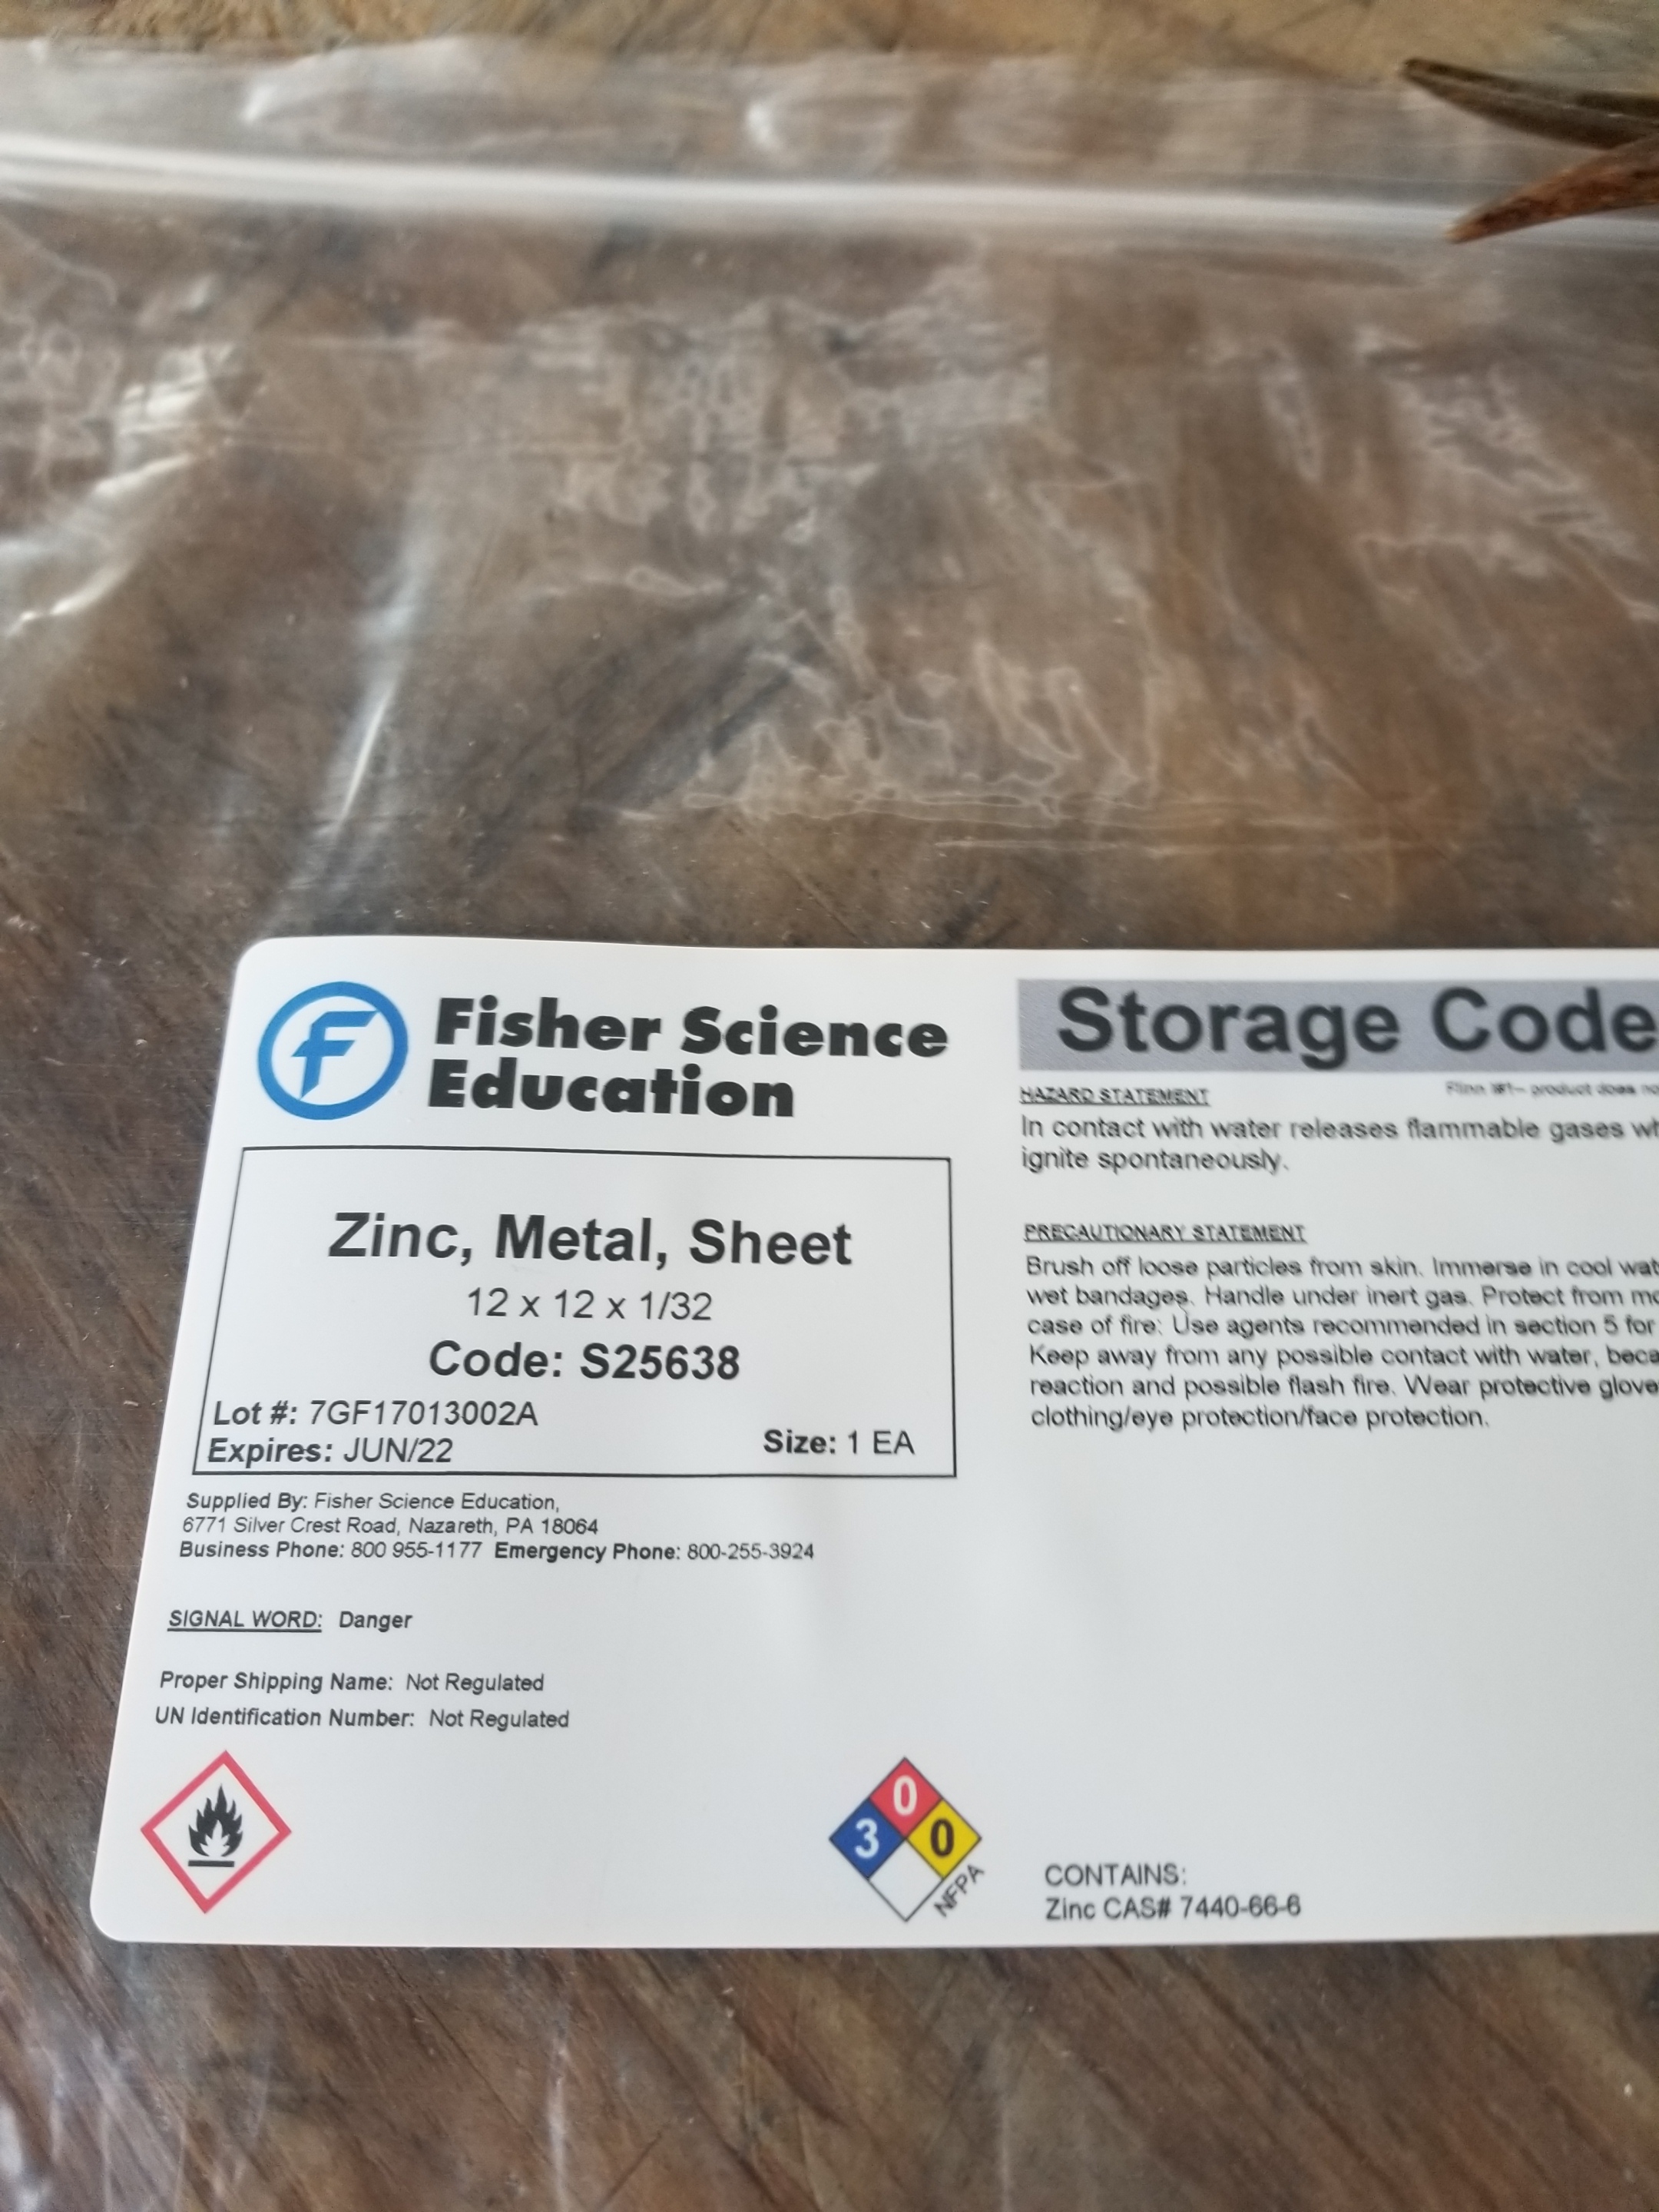 Fisher Science
Education
Zinc, Metal, Sheet
12 x 12 x 1/32
Code: S25638
Lot #: 7GF17013002A
Expires: JUN/22
Size: 1 EA
Supplied By: Fisher Science Education,
6771 Silver Crest Road, Nazareth, PA 18064
Business Phone: 800 955-1177 Emergency Phone: 800-255-3924
SIGNAL WORD: Danger
Proper Shipping Name: Not Regulated
UN Identification Number: Not Regulated
0
3
0
NFPA
Storage Code
product does
HAZARD STATEMENT
In contact with water releases flammable gases
ignite spontaneously.
PRECAUTIONARY STATEMENT
Brush off loose particles from skin. Immerse in cool
wet bandages. Handle under inert gas. Protect from
case of fire: Use agents recommended in section 5 for
Keep away from any possible contact with water,
reaction and possible flash fire. Wear protective
clothing/eye protection/face protection.
CONTAINS:
Zinc CAS# 7440-66-6